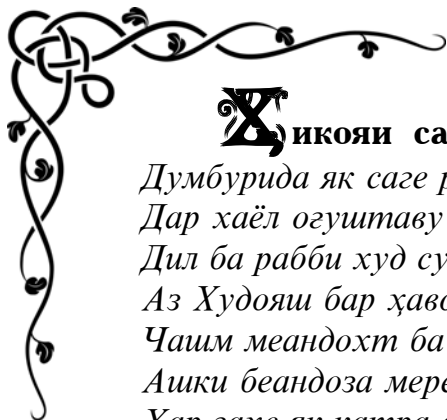 Ҳикояи са
Думбурида як саге р
Дар хаёл оғуштаву
Дил ба рабби худ су
Аз Худояш бар ҳаво
Чашм меандохт ба
Ашки беандоза мере